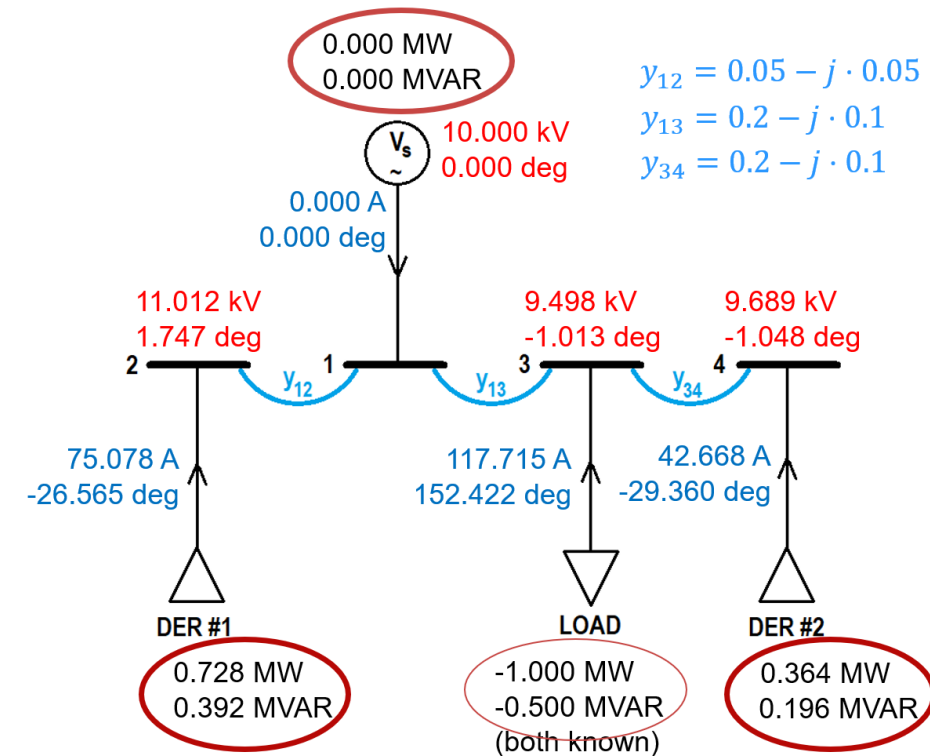 0.000 MW
0.000 MVAR
y₁₂ = 0.05 − j · 0.05
y₁₃ = 0.2 − j · 0.1
y₃₄ = 0.2 − j · 0.1
Vₛ
~
10.000 kV
0.000 deg
0.000 A
0.000 deg
11.012 kV
1.747 deg
9.498 kV
-1.013 deg
9.689 kV
-1.048 deg
2
1
3
4
y₁₂
y₁₃
y₃₄
75.078 A
-26.565 deg
117.715 A
152.422 deg
42.668 A
-29.360 deg
DER #1
LOAD
DER #2
0.728 MW
0.392 MVAR
-1.000 MW
-0.500 MVAR
(both known)
0.364 MW
0.196 MVAR